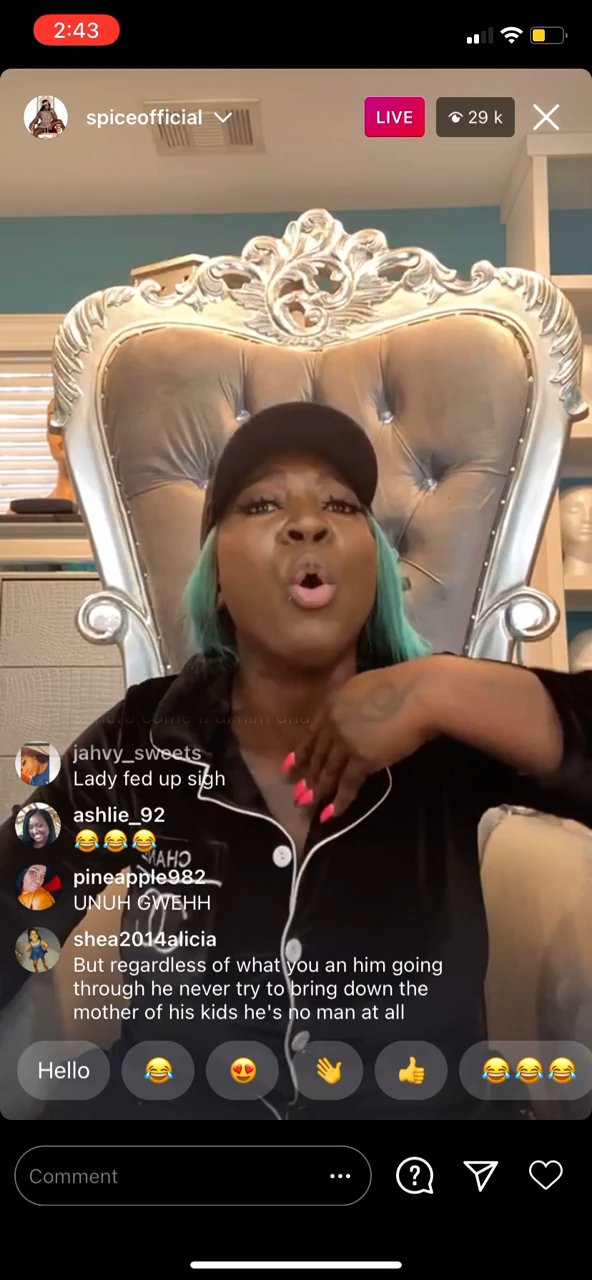 2:43
spiceofficial
LIVE
29 k
jahvy_sweets
Lady fed up sigh
ashlie_92
😂😂😂
CHAN
pineapple982
UNUH GWEHH
shea2014alicia
But regardless of what you an him going
through he never try to bring down the
mother of his kids he's no man at all
Hello
😂
😍
👋
👍
😂😂😂
Comment